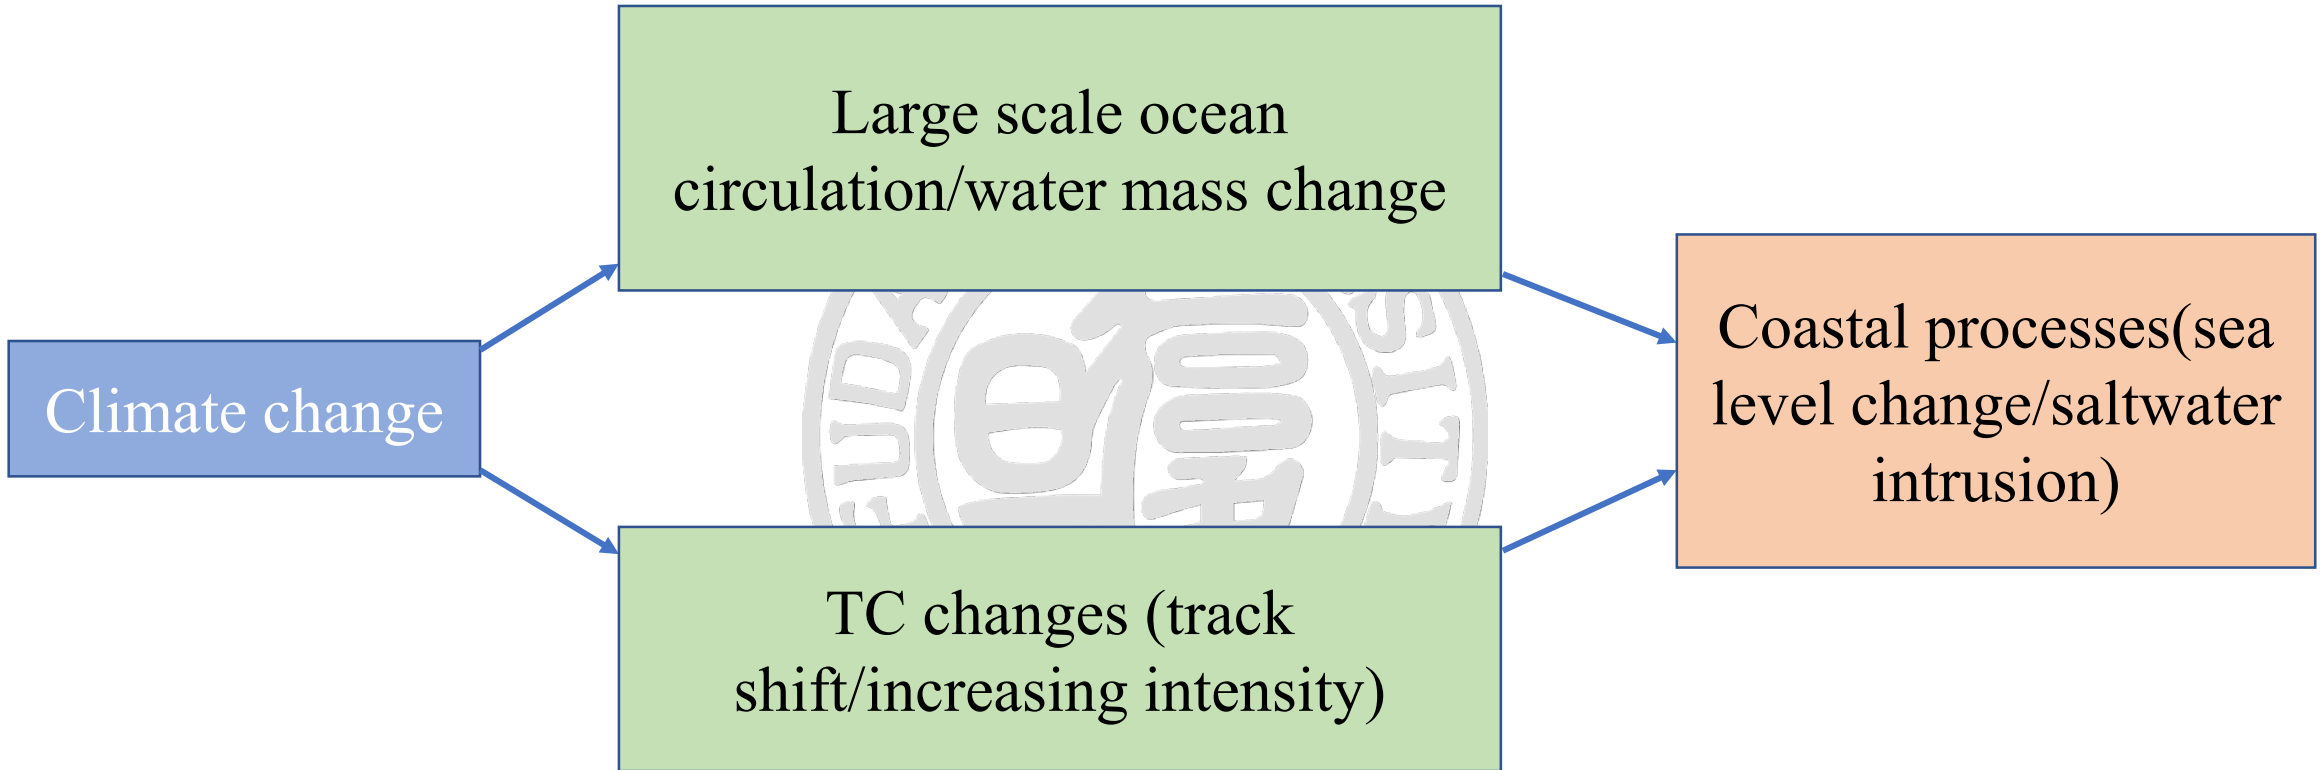 Large scale ocean
circulation/water mass change
Climate change
Coastal processes(sea
level change/saltwater
intrusion)
TC changes (track
shift/increasing intensity)